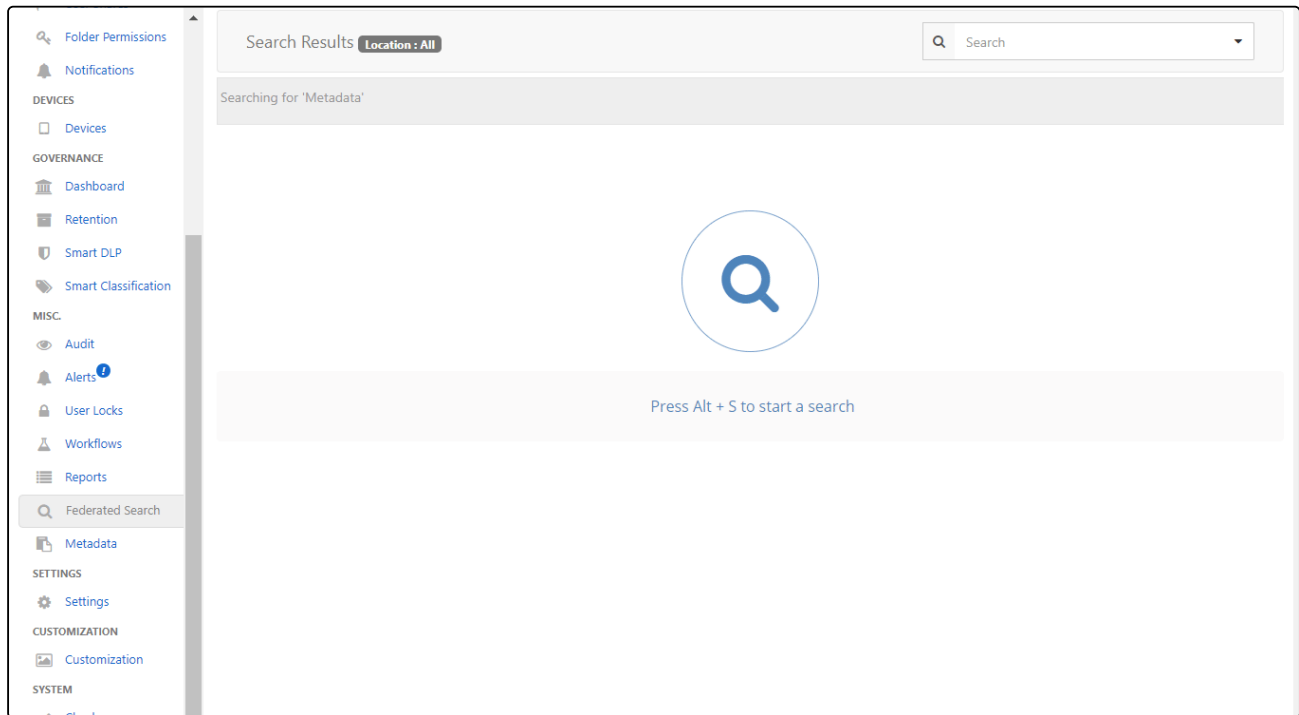 Folder Permissions
Notifications
DEVICES
Devices
GOVERNANCE
Dashboard
Retention
Smart DLP
Smart Classification
MISC.
Audit
Alerts !
User Locks
Workflows
Reports
Federated Search
Metadata
SETTINGS
Settings
CUSTOMIZATION
Customization
SYSTEM
Search Results Location : All
Search
Searching for 'Metadata'
Press Alt + S to start a search